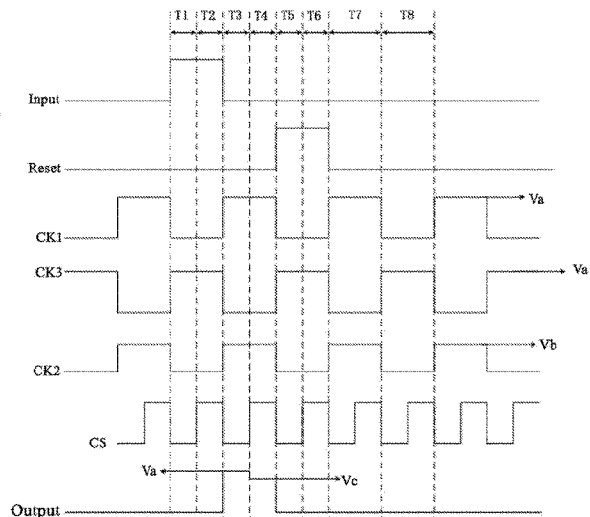 T1 T2 T3 T4 T5 T6 T7 T8
Input
Reset
Va
CK1
CK3
Va
Vb
CK2
CS
Va
Vc
Output